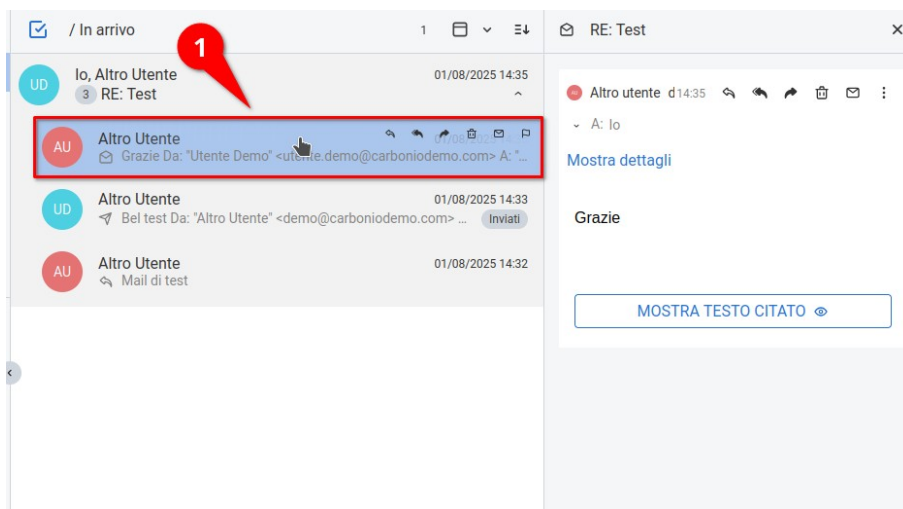 / In arrivo
1
1
UD
Io, Altro Utente
01/08/2025 14:35
3 RE: Test
AU
Altro Utente
Grazie Da: "Utente Demo" <utente.demo@carboniodemo.com> A: "...
UD
Altro Utente
01/08/2025 14:33
Bel test Da: "Altro Utente" <demo@carboniodemo.com> ...
Inviati
AU
Altro Utente
01/08/2025 14:32
Mail di test
RE: Test
Altro utente d 14:35
A: Io
Mostra dettagli
Grazie
MOSTRA TESTO CITATO